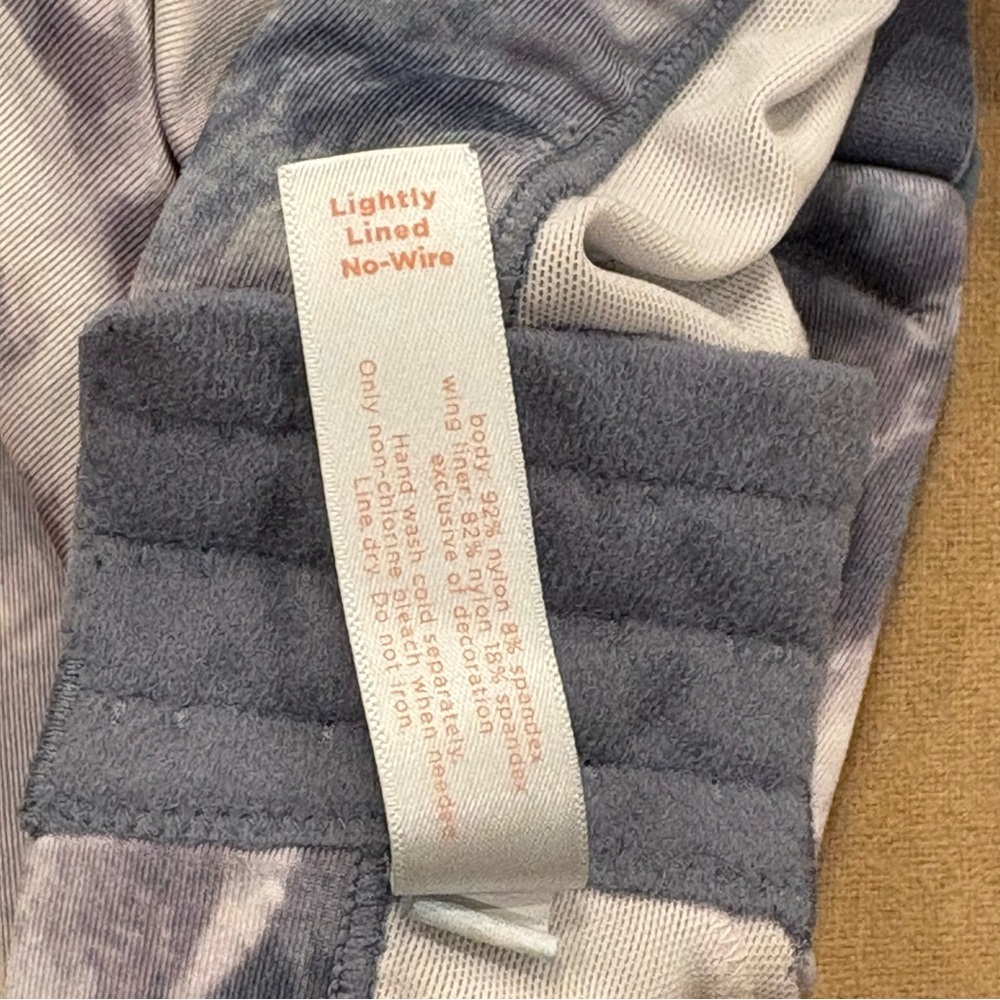 Lightly
Lined
No-Wire
body: 92% nylon 8% spandex
wing liner: 82% nylon 18% spandex
exclusive of decoration
Hand wash cold separately.
Only non-chlorine bleach when needed.
Line dry. Do not iron.